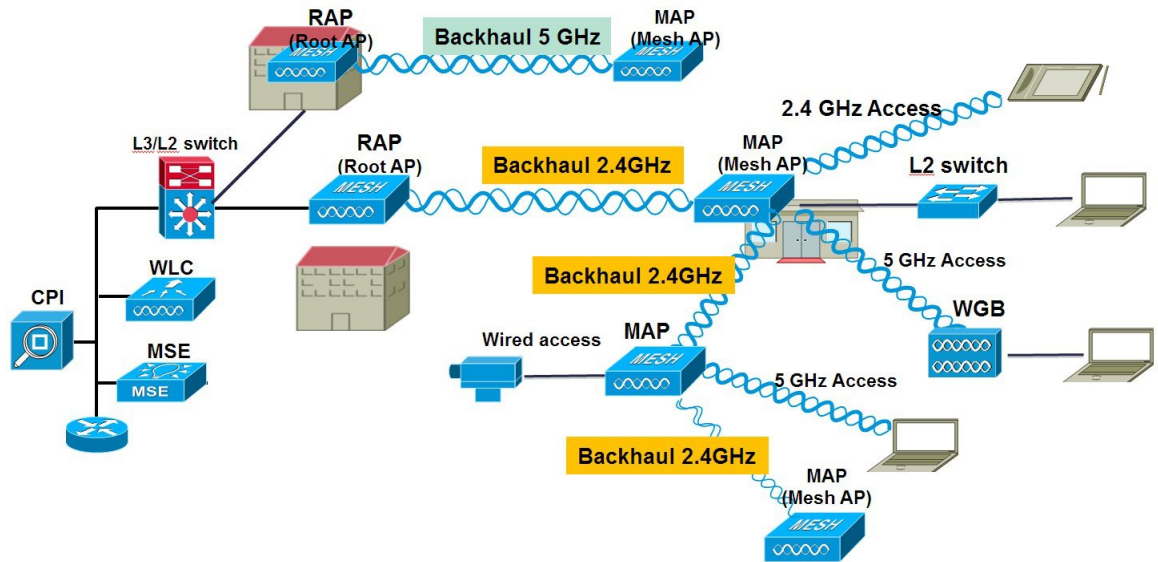 RAP
(Root AP)
MESH
Backhaul 5 GHz
MAP
(Mesh AP)
MESH
2.4 GHz Access
L3/L2 switch
RAP
(Root AP)
MESH
Backhaul 2.4GHz
MAP
(Mesh AP)
MESH
L2 switch
WLC
Backhaul 2.4GHz
5 GHz Access
CPI
WGB
MSE
MSE
Wired access
MAP
MESH
5 GHz Access
Backhaul 2.4GHz
MAP
(Mesh AP)
MESH